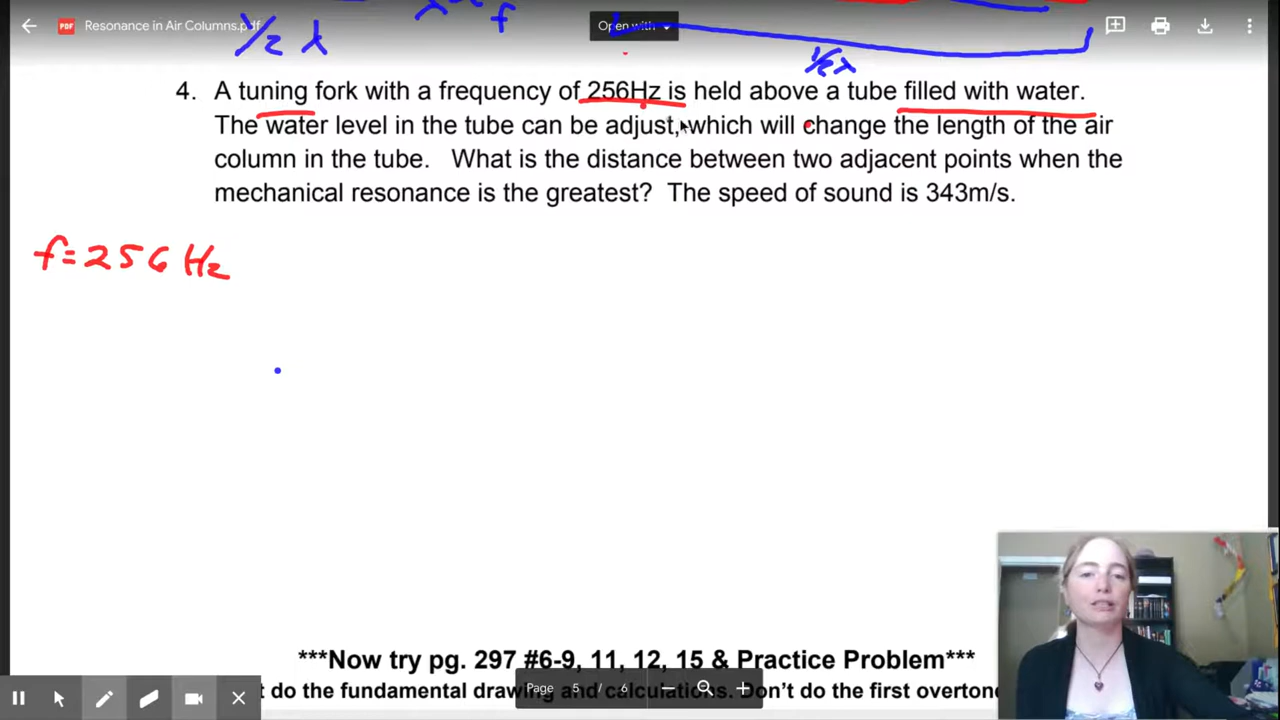 Resonance in Air Columns.pdf
Open with
1/2 λ
f
1/2 λ
4. A tuning fork with a frequency of 256Hz is held above a tube filled with water.
The water level in the tube can be adjust, which will change the length of the air
column in the tube. What is the distance between two adjacent points when the
mechanical resonance is the greatest? The speed of sound is 343m/s.
f=256 Hz
***Now try pg. 297 #6-9, 11, 12, 15 & Practice Problem***
t do the fundamental drawing and calculations. Don't do the first overtone
Page 5 / 6